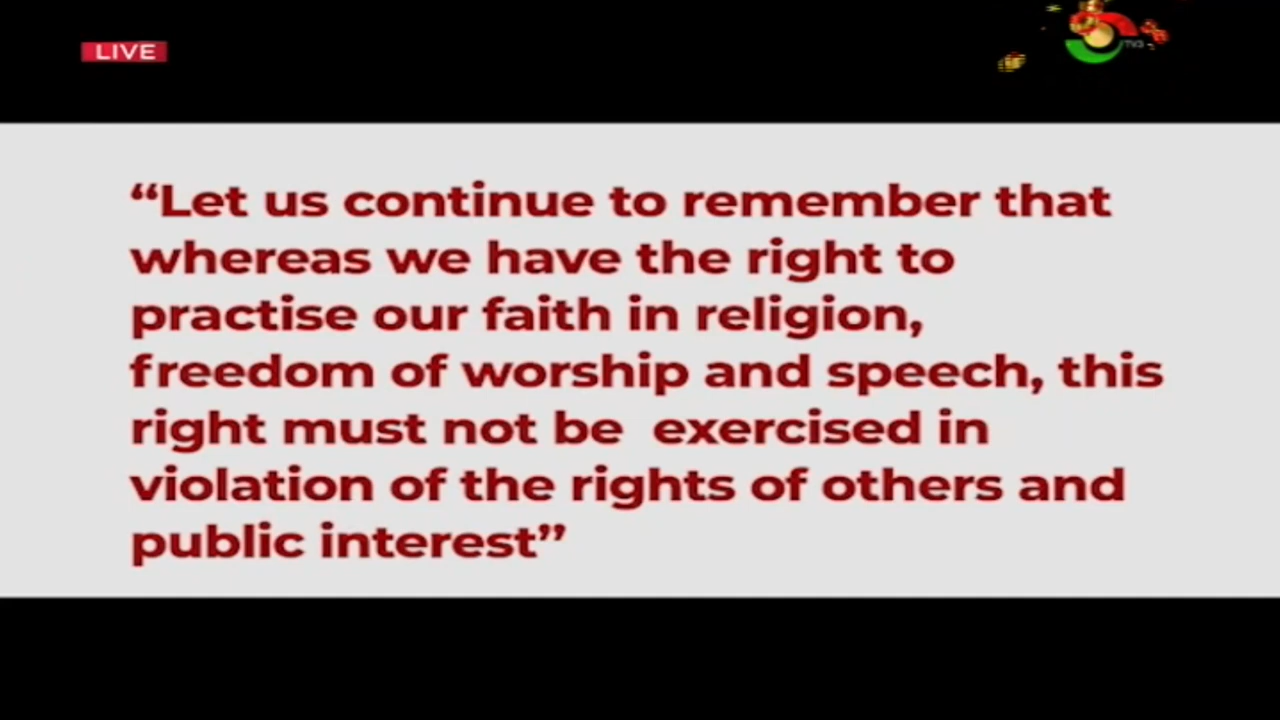 LIVE
TV3
“Let us continue to remember that
whereas we have the right to
practise our faith in religion,
freedom of worship and speech, this
right must not be  exercised in
violation of the rights of others and
public interest”